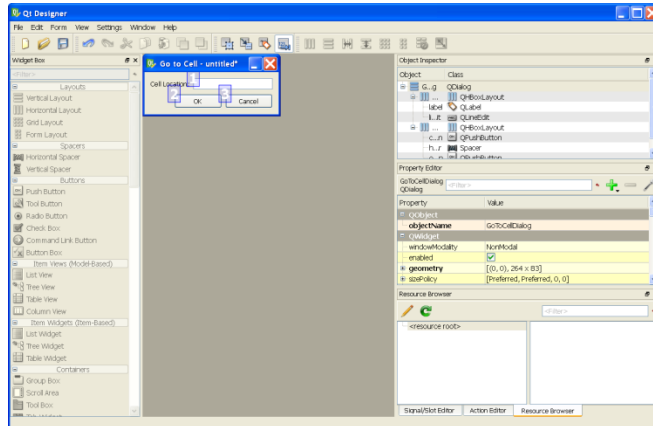 Qt Designer
File Edit Form View Settings Window Help
Widget Box
<Filter>
Layouts
Vertical Layout
Horizontal Layout
Grid Layout
Form Layout
Spacers
Horizontal Spacer
Vertical Spacer
Buttons
Push Button
Tool Button
Radio Button
Check Box
Command Link Button
Button Box
Item Views (Model-Based)
List View
Tree View
Table View
Column View
Item Widgets (Item-Based)
List Widget
Tree Widget
Table Widget
Containers
Group Box
Scroll Area
Tool Box
Go to Cell - untitled*
Cell Location:
1
2
3
OK
Cancel
Object Inspector
Object Class
G...g QDialog
... QHBoxLayout
label QLabel
li...it QLineEdit
... QHBoxLayout
c...n QPushButton
h...r Spacer
o...n QPushButton
Property Editor
GoToCellDialog
QDialog
<Filter>
Property Value
QObject
objectName GoToCellDialog
QWidget
windowModality NonModal
enabled
geometry [(0, 0), 264 x 83]
sizePolicy [Preferred, Preferred, 0, 0]
Resource Browser
<Filter>
<resource root>
Signal/Slot Editor Action Editor Resource Browser